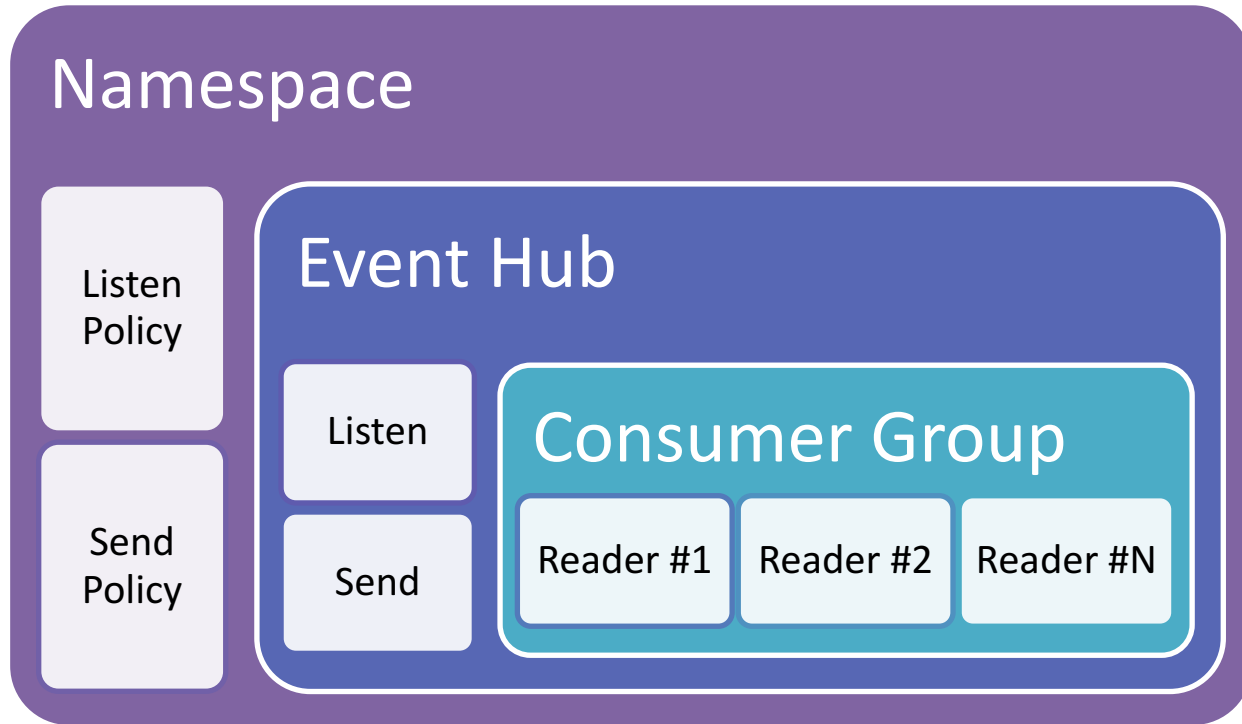 Namespace
Listen
Policy
Send
Policy
Event Hub
Listen
Send
Consumer Group
Reader #1
Reader #2
Reader #N